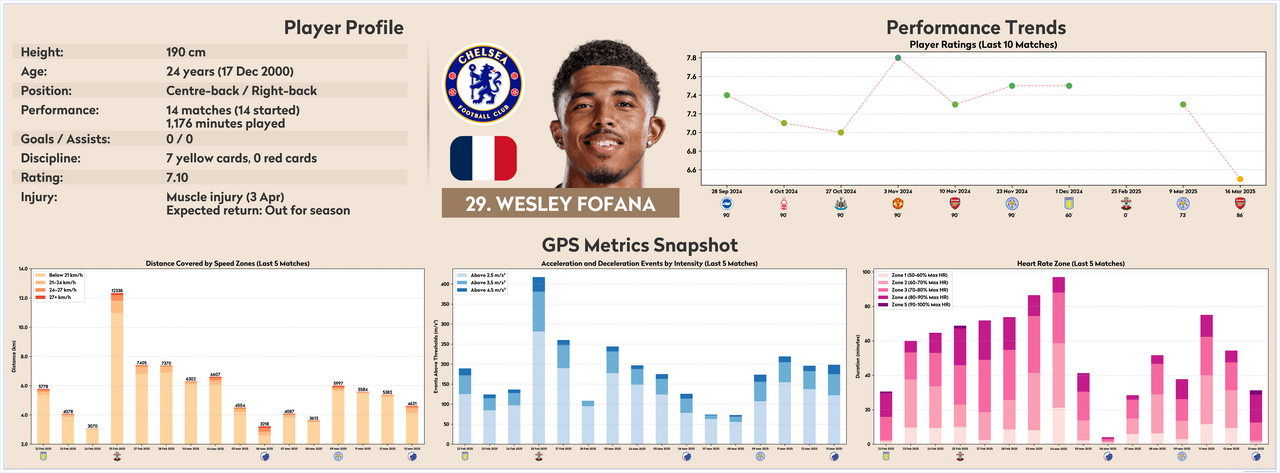 Player Profile
Height: 190 cm
Age: 24 years (17 Dec 2000)
Position: Centre-back / Right-back
Performance: 14 matches (14 started)
1,176 minutes played
Goals / Assists: 0 / 0
Discipline: 7 yellow cards, 0 red cards
Rating: 7.10
Injury: Muscle injury (3 Apr)
Expected return: Out for season
CHELSEA
FOOTBALL CLUB
29. WESLEY FOFANA
Performance Trends
Player Ratings (Last 10 Matches)
7.8
7.6
7.4
7.2
7.0
6.8
6.6
28 Sep 2024 6 Oct 2024 27 Oct 2024 3 Nov 2024 10 Nov 2024 23 Nov 2024 1 Dec 2024 25 Feb 2025 9 Mar 2025 16 Mar 2025
90' 90' 90' 90' 90' 90' 60' 0' 73' 86'
GPS Metrics Snapshot
Distance Covered by Speed Zones (Last 5 Matches)
Distance (km)
14.0
12.0
10.0
8.0
6.0
4.0
2.0
Below 21 km/h
21-24 km/h
24-27 km/h
27+ km/h
5778 4078 3070 12338 7405 7370 6302 6607 4504 3218 4087 3613 5997 5584 5382 4621
Acceleration and Deceleration Events by Intensity (Last 5 Matches)
Events Above Thresholds (m/s²)
400
350
300
250
200
150
100
50
0
Above 2.5 m/s²
Above 3.5 m/s²
Above 4.5 m/s²
Heart Rate Zone (Last 5 Matches)
Duration (minutes)
100
80
60
40
20
0
Zone 1 (50-60% Max HR)
Zone 2 (60-70% Max HR)
Zone 3 (70-80% Max HR)
Zone 4 (80-90% Max HR)
Zone 5 (90-100% Max HR)